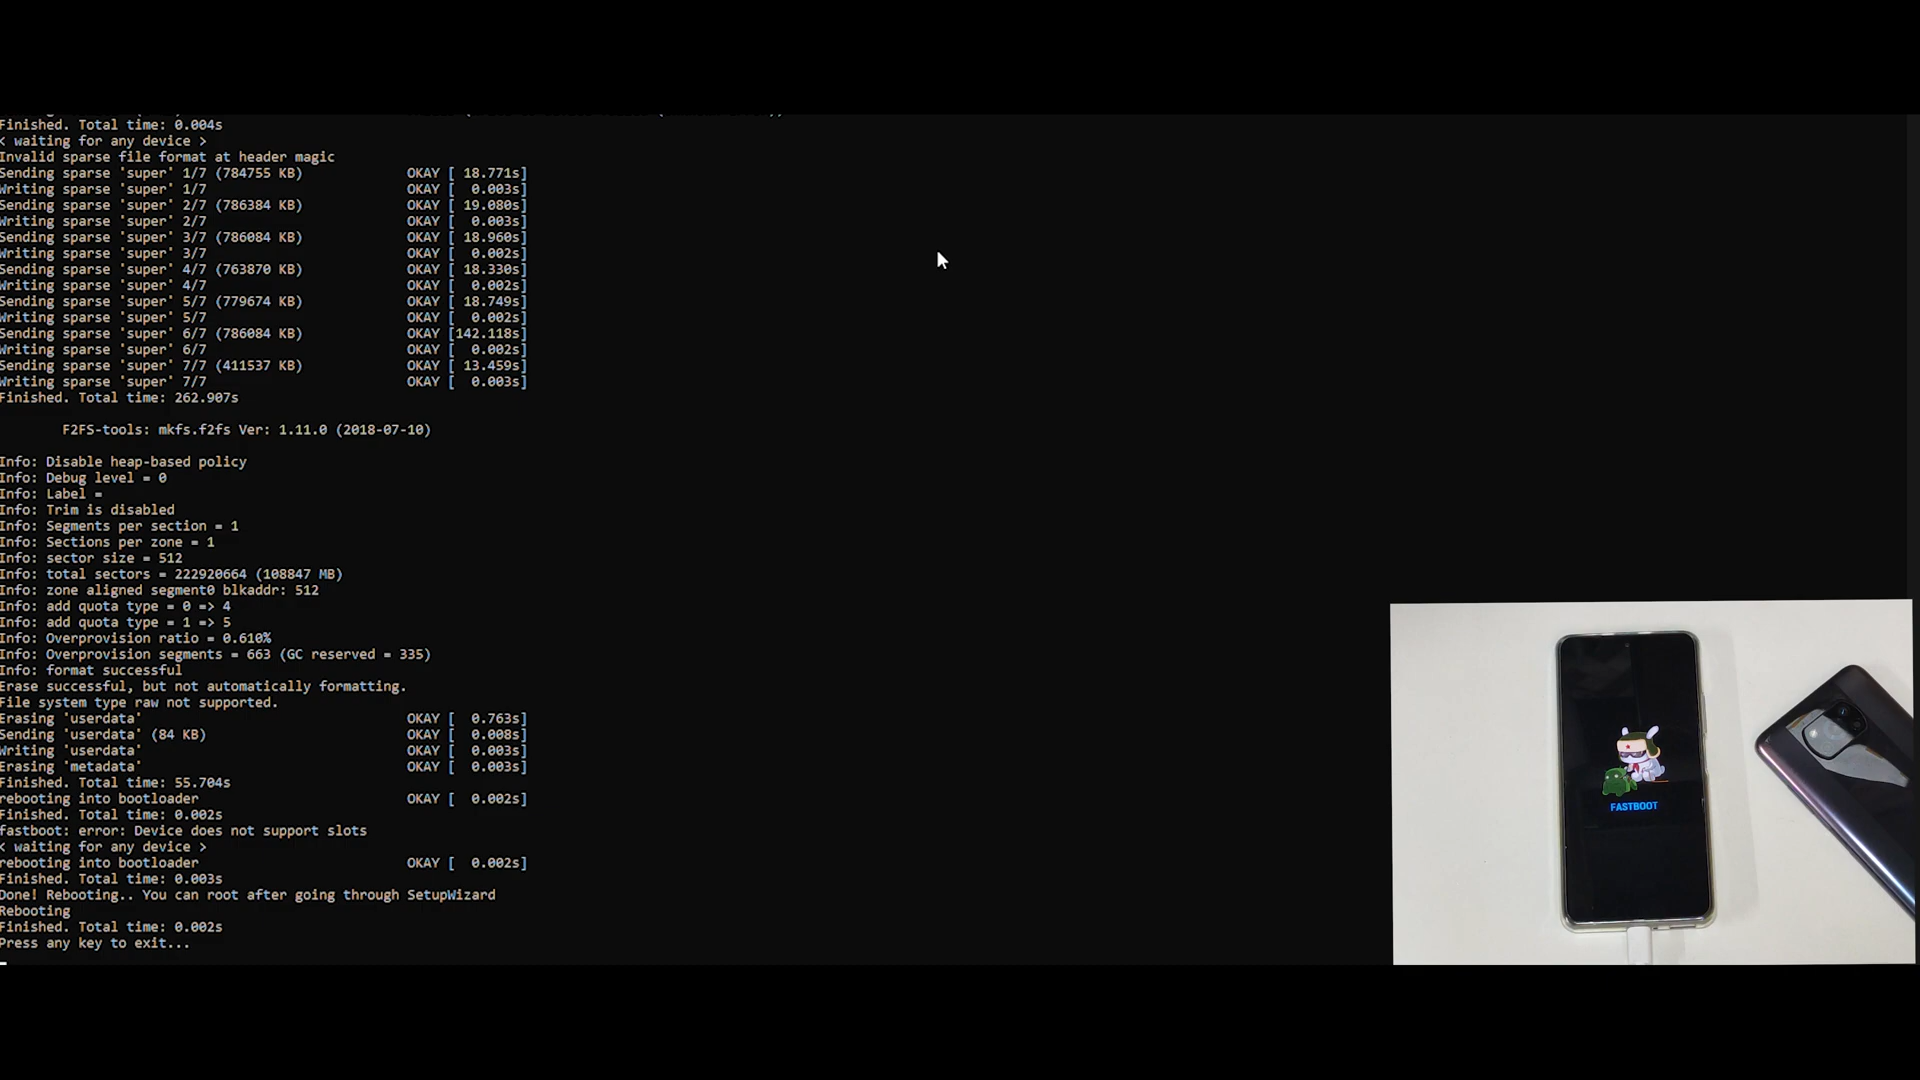 Finished. Total time: 0.004s
< waiting for any device >
Invalid sparse file format at header magic
Sending sparse 'super' 1/7 (784755 KB) OKAY [ 18.771s]
Writing sparse 'super' 1/7 OKAY [ 0.003s]
Sending sparse 'super' 2/7 (786384 KB) OKAY [ 19.080s]
Writing sparse 'super' 2/7 OKAY [ 0.003s]
Sending sparse 'super' 3/7 (786084 KB) OKAY [ 18.960s]
Writing sparse 'super' 3/7 OKAY [ 0.002s]
Sending sparse 'super' 4/7 (763870 KB) OKAY [ 18.330s]
Writing sparse 'super' 4/7 OKAY [ 0.002s]
Sending sparse 'super' 5/7 (779674 KB) OKAY [ 18.749s]
Writing sparse 'super' 5/7 OKAY [ 0.002s]
Sending sparse 'super' 6/7 (786084 KB) OKAY [142.118s]
Writing sparse 'super' 6/7 OKAY [ 0.002s]
Sending sparse 'super' 7/7 (411537 KB) OKAY [ 13.459s]
Writing sparse 'super' 7/7 OKAY [ 0.003s]
Finished. Total time: 262.907s
F2FS-tools: mkfs.f2fs Ver: 1.11.0 (2018-07-10)
Info: Disable heap-based policy
Info: Debug level = 0
Info: Label =
Info: Trim is disabled
Info: Segments per section = 1
Info: Sections per zone = 1
Info: sector size = 512
Info: total sectors = 222920664 (108847 MB)
Info: zone aligned segment0 blkaddr: 512
Info: add quota type = 0 => 4
Info: add quota type = 1 => 5
Info: Overprovision ratio = 0.610%
Info: Overprovision segments = 663 (GC reserved = 335)
Info: format successful
Erase successful, but not automatically formatting.
File system type raw not supported.
Erasing 'userdata' OKAY [ 0.763s]
Sending 'userdata' (84 KB) OKAY [ 0.008s]
Writing 'userdata' OKAY [ 0.003s]
Erasing 'metadata' OKAY [ 0.003s]
Finished. Total time: 55.704s
rebooting into bootloader OKAY [ 0.002s]
Finished. Total time: 0.002s
fastboot: error: Device does not support slots
< waiting for any device >
rebooting into bootloader OKAY [ 0.002s]
Finished. Total time: 0.003s
Done! Rebooting.. You can root after going through SetupWizard
Rebooting
Finished. Total time: 0.002s
Press any key to exit...
FASTBOOT